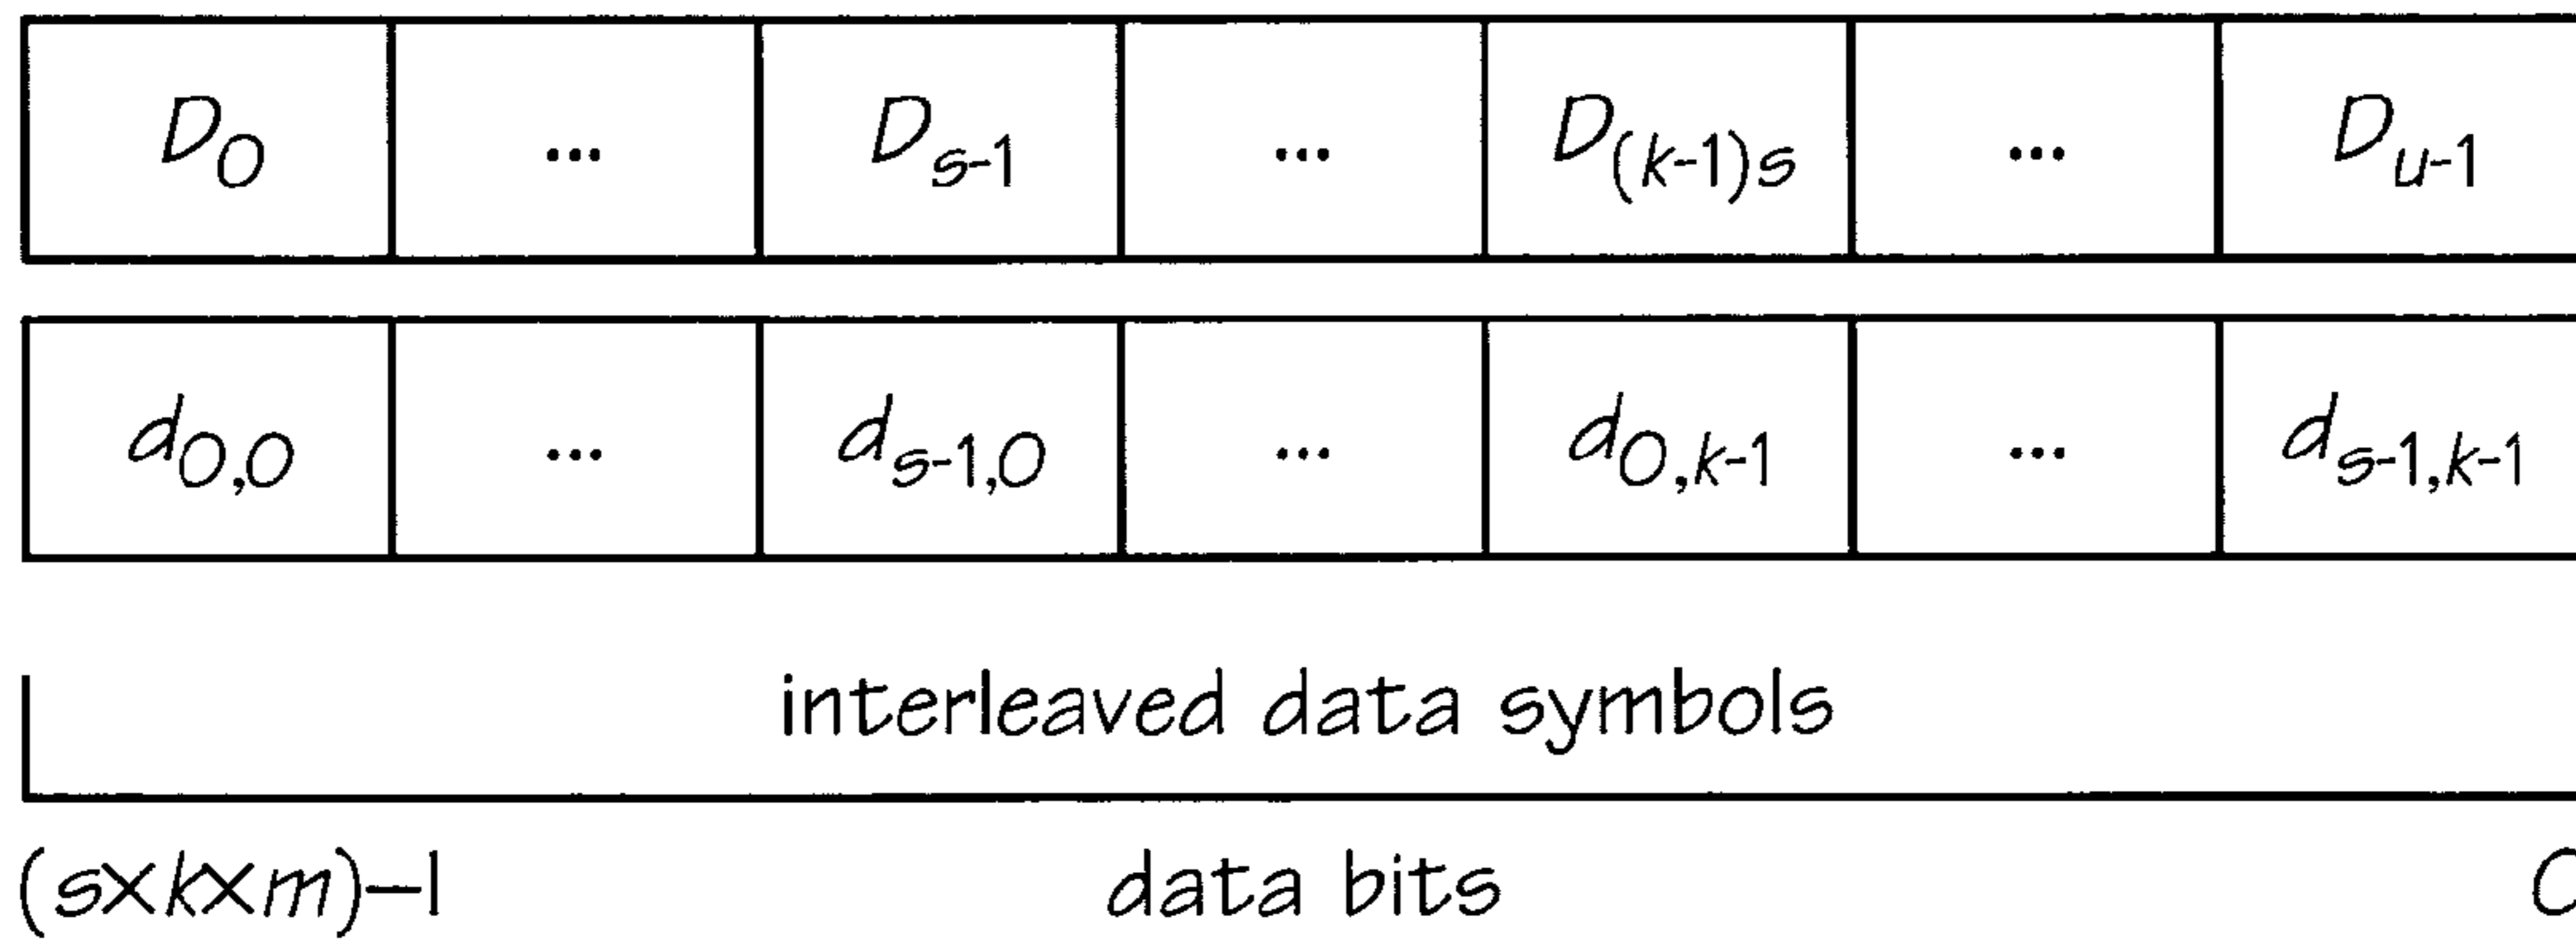 D0 ... Ds-1 ... D(k-1)s ... Du-1
d0,0 ... ds-1,0 ... d0,k-1 ... ds-1,k-1
interleaved data symbols
(s×k×m)–1 data bits 0